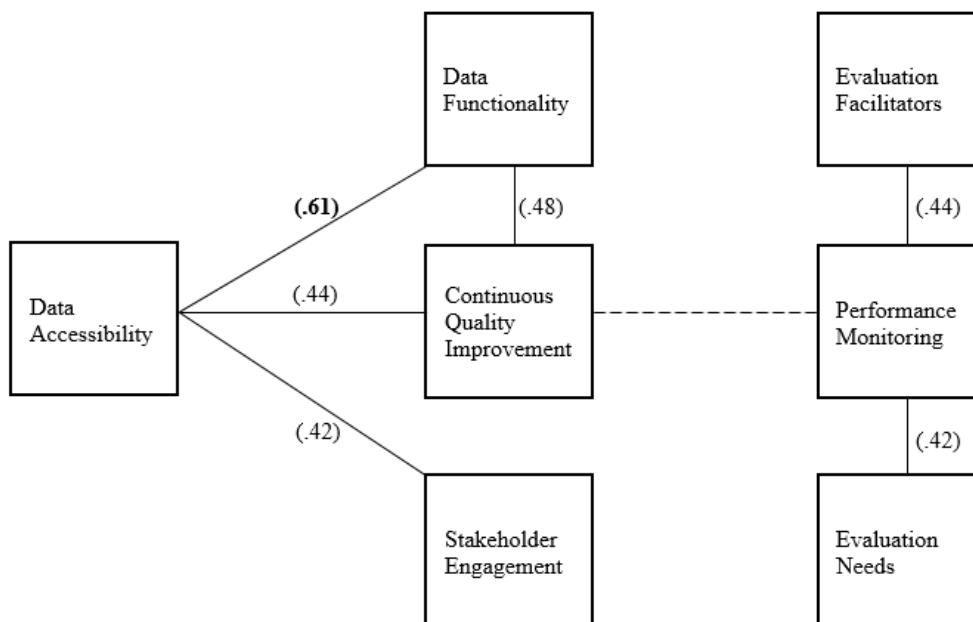 Data
Functionality
Evaluation
Facilitators
(.61)
(.48)
(.44)
Data
Accessibility
(.44)
Continuous
Quality
Improvement
Performance
Monitoring
(.42)
(.42)
Stakeholder
Engagement
Evaluation
Needs